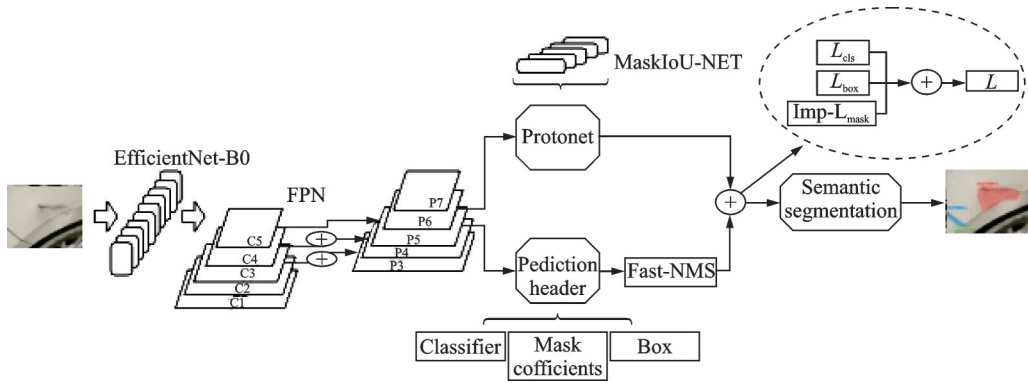 MaskIoU-NET
L_cls
L_box
Imp-L_mask
+
L
EfficientNet-B0
FPN
Protonet
C5
C4
C3
C2
C1
+
+
P7
P6
P5
P4
P3
+
Semantic
segmentation
Pediction
header
Fast-NMS
Classifier
Mask
cofficients
Box